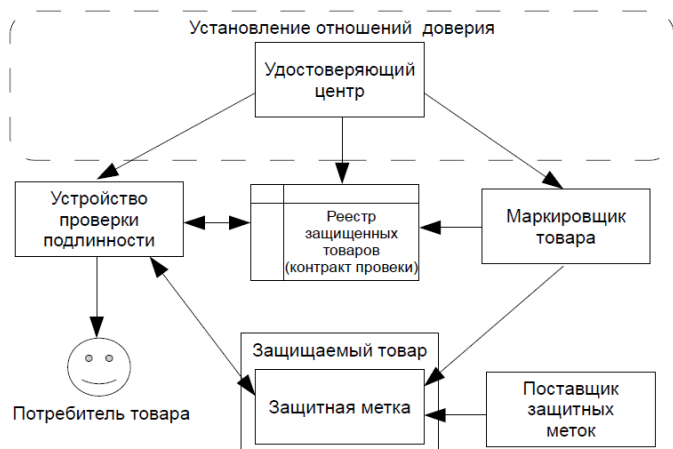 Установление отношений доверия
Удостоверяющий
центр
Устройство
проверки
подлинности
Реестр
защищенных
товаров
(контракт провеки)
Маркировщик
товара
Защищаемый товар
Защитная метка
Потребитель товара
Поставщик
защитных
меток